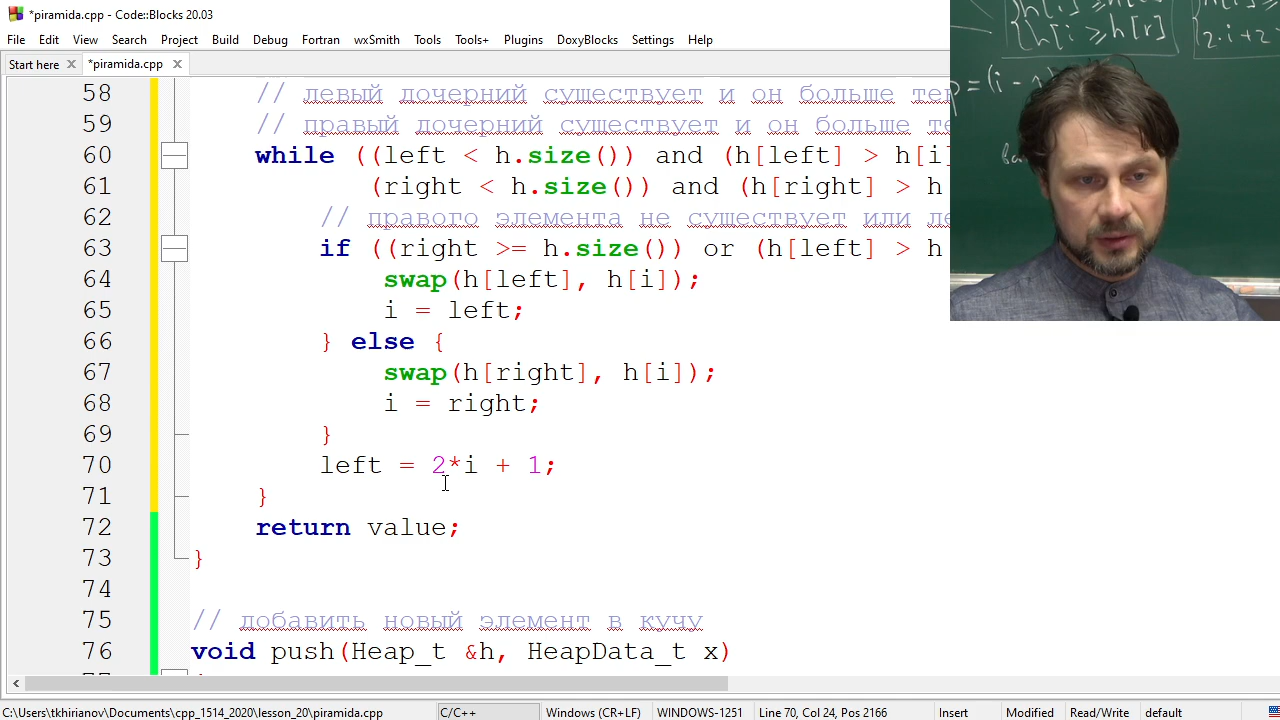 *piramida.cpp - Code::Blocks 20.03
File Edit View Search Project Build Debug Fortran wxSmith Tools Tools+ Plugins DoxyBlocks Settings Help
Start here *piramida.cpp
58 // левый дочерний существует и он больше
59 // правый дочерний существует и он больше
60 while ((left < h.size()) and (h[left] > h[i]
61 (right < h.size()) and (h[right] > h
62 // правого элемента не существует или
63 if ((right >= h.size()) or (h[left] > h
64 swap(h[left], h[i]);
65 i = left;
66 } else {
67 swap(h[right], h[i]);
68 i = right;
69 }
70 left = 2*i + 1;
71 }
72 return value;
73 }
74
75 // добавить новый элемент в кучу
76 void push(Heap_t &h, HeapData_t x)
C:\Users\tkhirianov\Documents\cpp_1514_2020\lesson_20\piramida.cpp C/C++ Windows (CR+LF) WINDOWS-1251 Line 70, Col 24, Pos 2166 Insert Modified Read/Write default
h[i] ≥ h[r]
2·i+2
p = (i - 1)